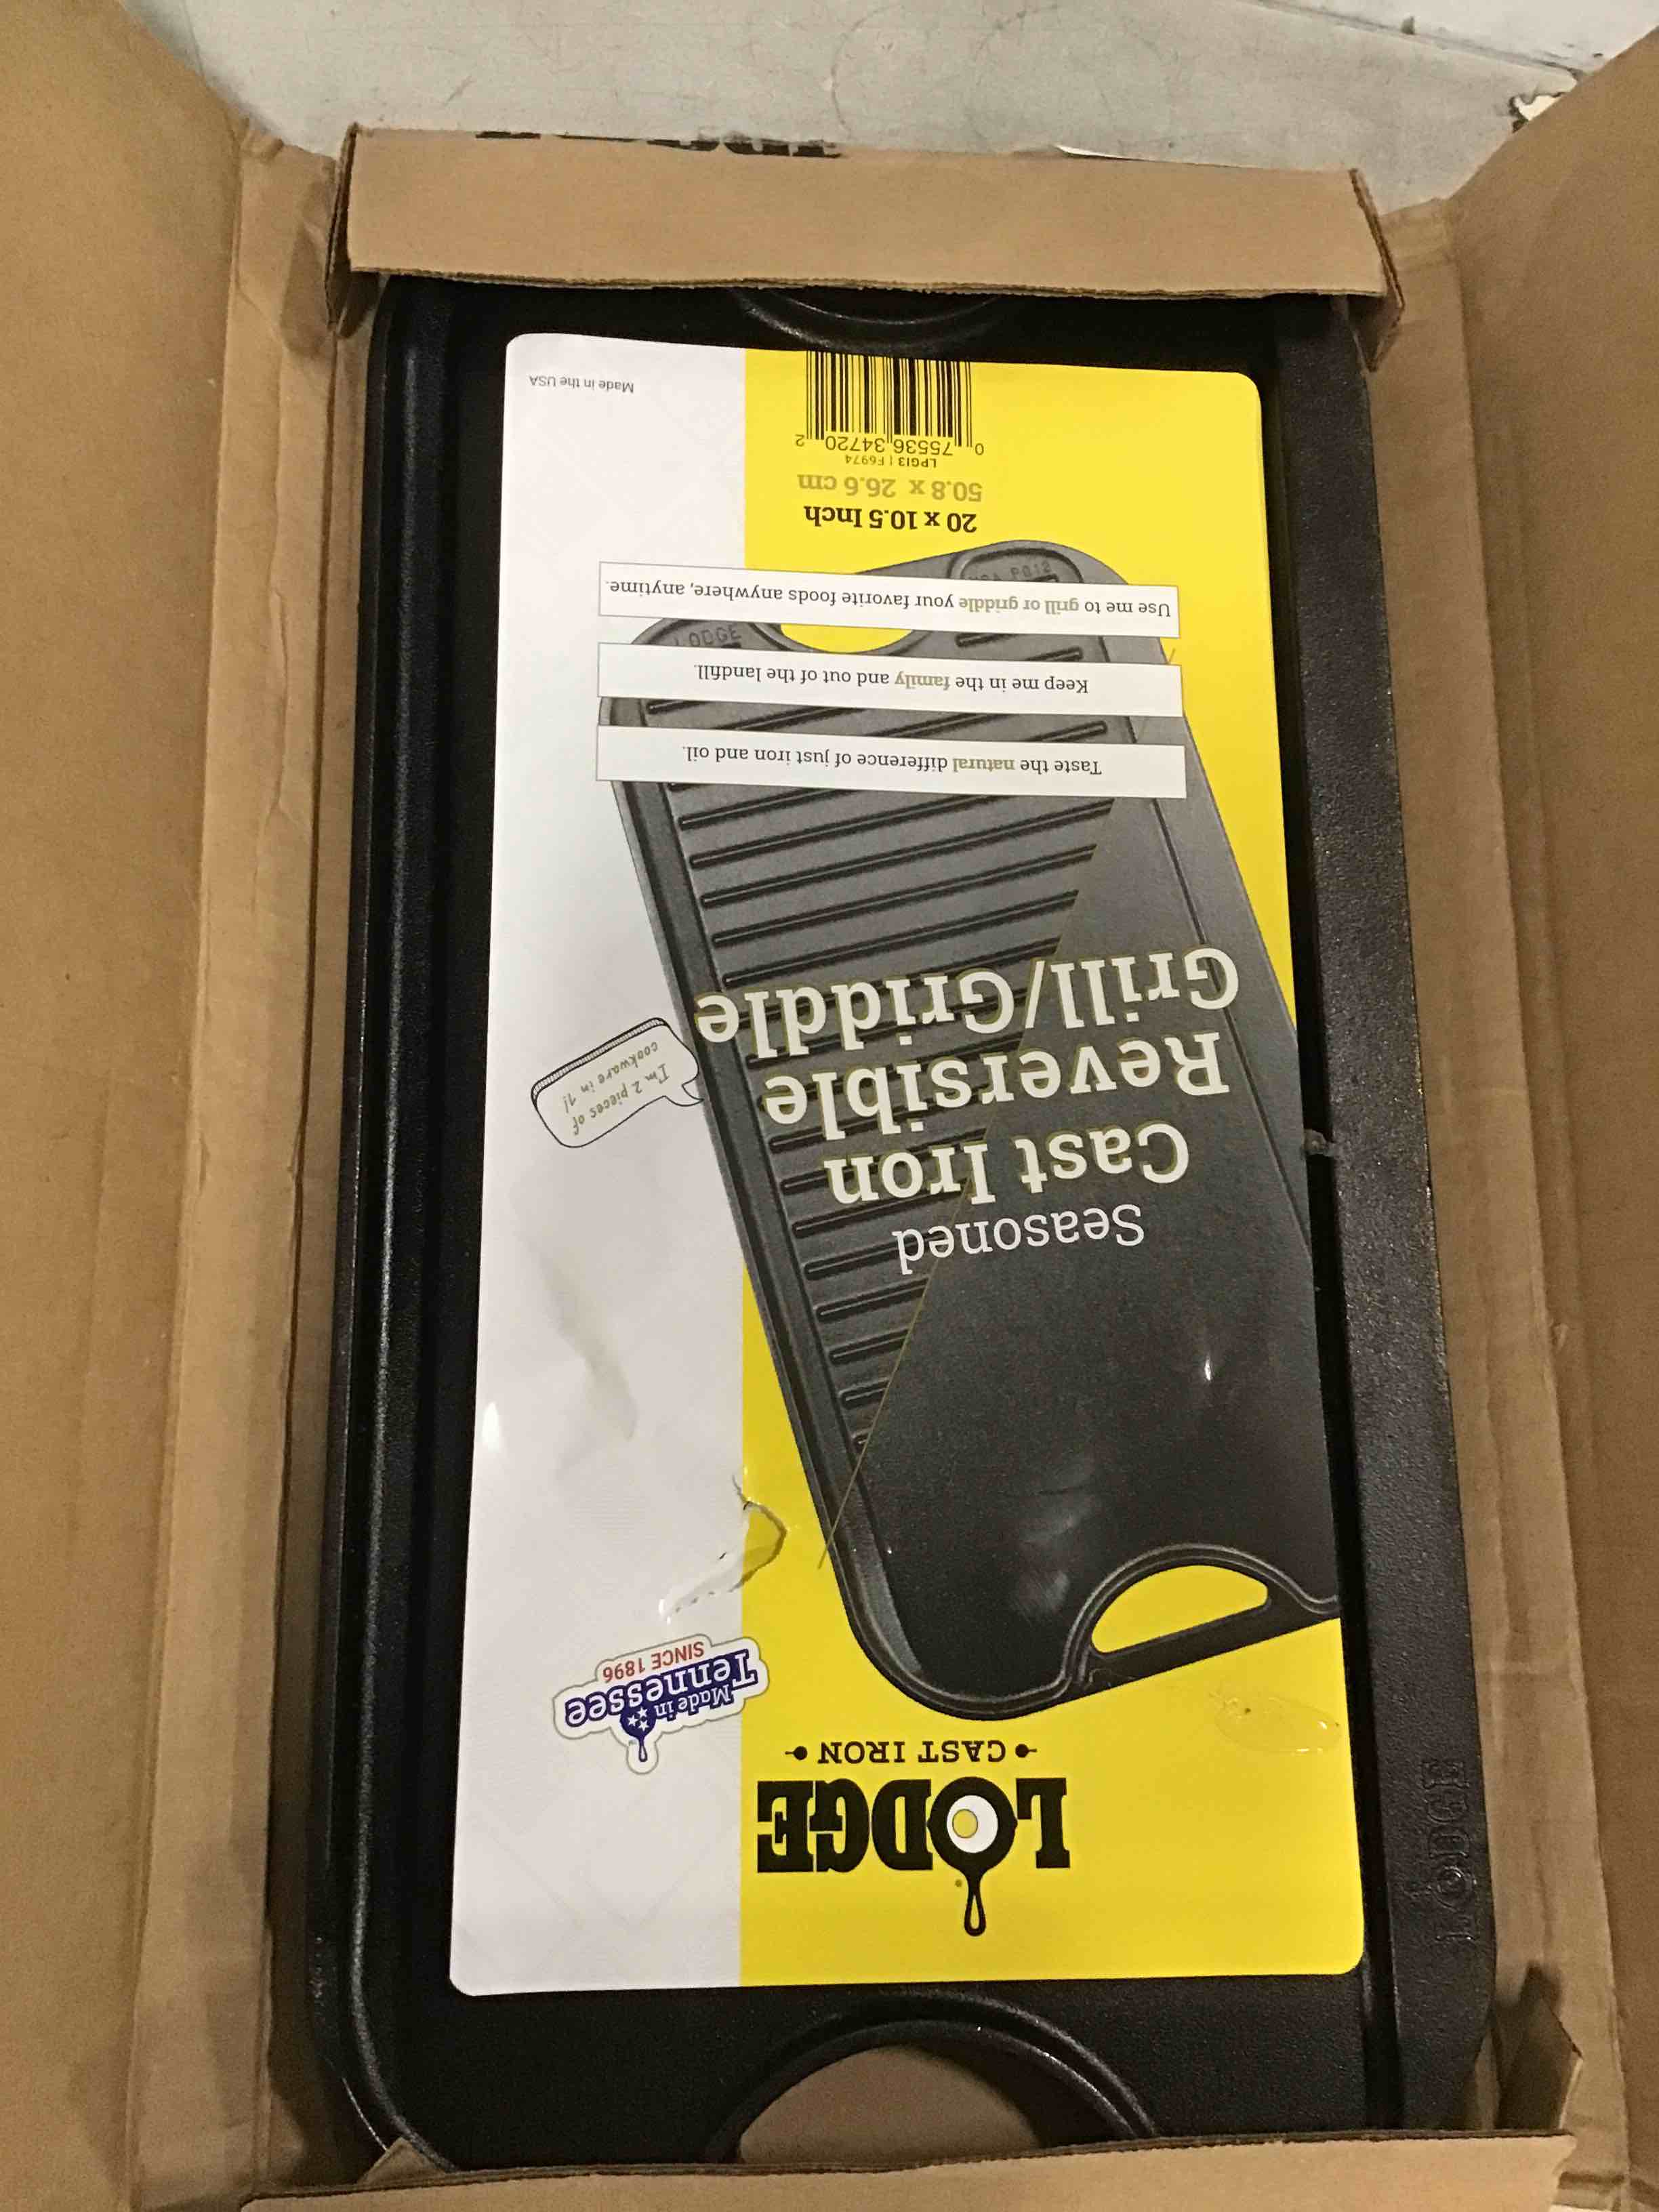 LODGE
CAST IRON
Made in
Tennessee
SINCE 1896
Seasoned
Cast Iron
Reversible
Grill/Griddle
I'm 2 pieces of
cookware in 1!
Taste the natural difference of just iron and oil.
Keep me in the family and out of the landfill.
Use me to grill or griddle your favorite foods anywhere, anytime.
LODGE
20 x 10.5 Inch
50.8 x 26.6 cm
LPGI3 | F6974
0 75536 34720 2
Made in the USA
LODGE